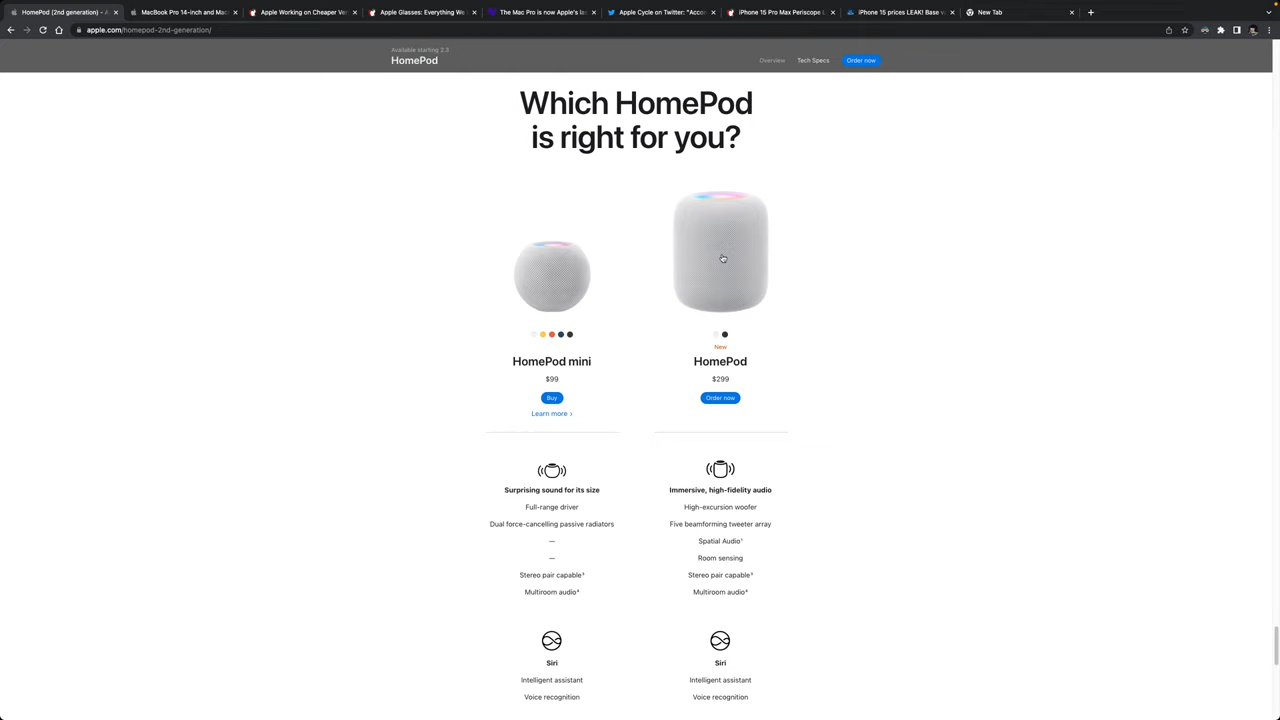 HomePod (2nd generation) - A
MacBook Pro 14-inch and Mac
Apple Working on Cheaper Ver
Apple Glasses: Everything We
The Mac Pro is now Apple's las
Apple Cycle on Twitter: "Accor
iPhone 15 Pro Max Periscope L
iPhone 15 prices LEAK! Base v
New Tab
apple.com/homepod-2nd-generation/
Available starting 2.3
HomePod
Overview
Tech Specs
Order now
Which HomePod
is right for you?
New
HomePod mini
HomePod
$99
$299
Buy
Order now
Learn more >
Surprising sound for its size
Immersive, high-fidelity audio
Full-range driver
High-excursion woofer
Dual force-cancelling passive radiators
Five beamforming tweeter array
—
Spatial Audio¹
—
Room sensing
Stereo pair capable³
Stereo pair capable³
Multiroom audio⁴
Multiroom audio⁴
Siri
Siri
Intelligent assistant
Intelligent assistant
Voice recognition
Voice recognition